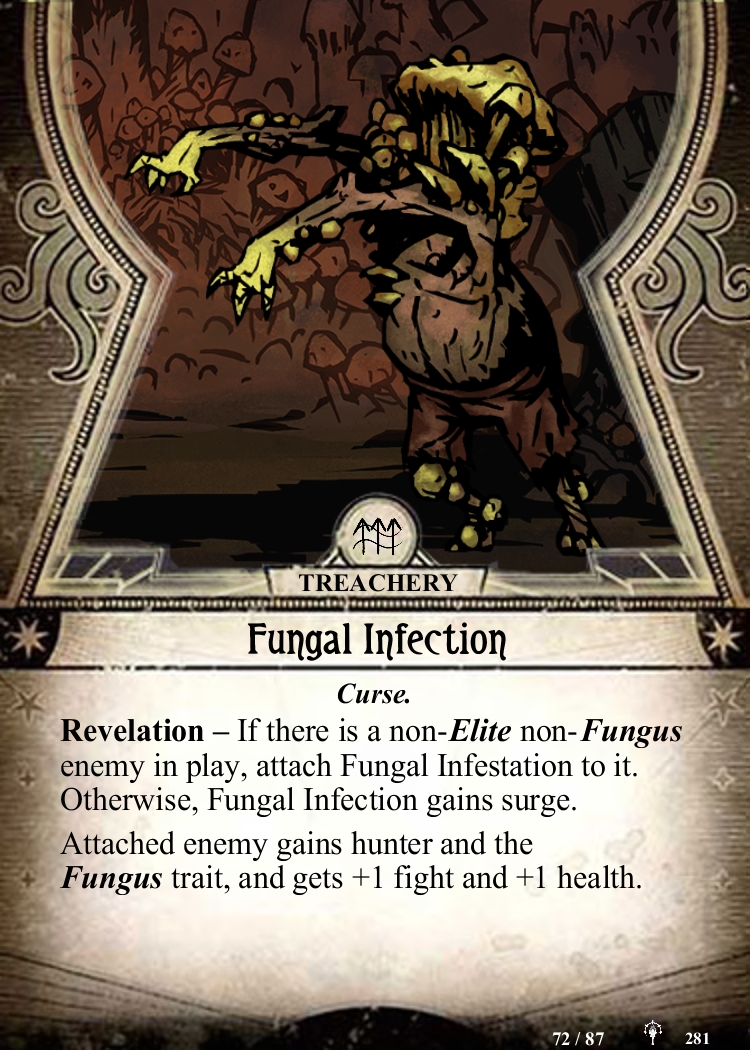 TREACHERY
Fungal Infection
Curse.
Revelation – If there is a non-Elite non-Fungus
enemy in play, attach Fungal Infestation to it.
Otherwise, Fungal Infection gains surge.
Attached enemy gains hunter and the
Fungus trait, and gets +1 fight and +1 health.
72 / 87 281